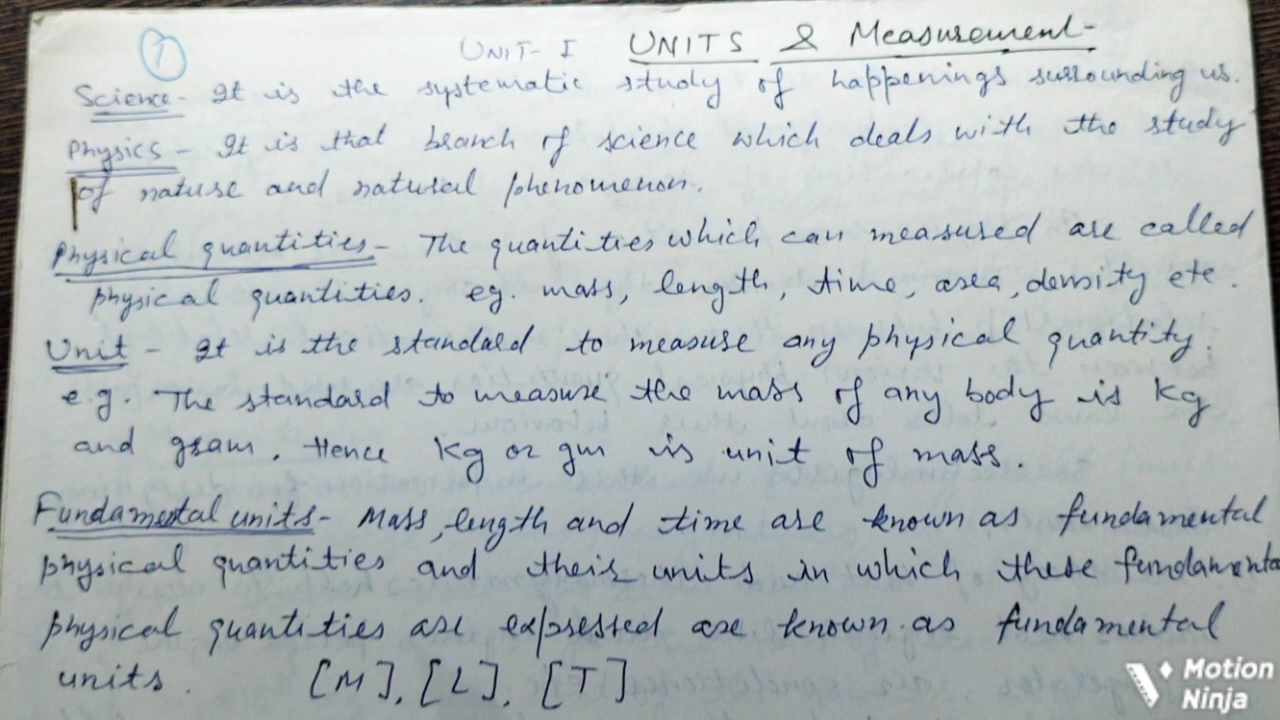 1
UNIT-I UNITS & Measurement-
Science- It is the systematic study of happenings surrounding us.
Physics - It is that branch of science which deals with the study
of nature and natural phenomenon.
Physical quantities- The quantities which can measured are called
physical quantities. eg. mass, length, time, area, density etc.
Unit - It is the standard to measure any physical quantity.
e.g. The standard to measure the mass of any body is kg
and gram. Hence kg or gm is unit of mass.
Fundamental units- Mass, length and time are known as fundamental
physical quantities and their units in which these fundamenta
physical quantities are expressed are known as fundamental
units. [M], [L], [T]
Motion
Ninja